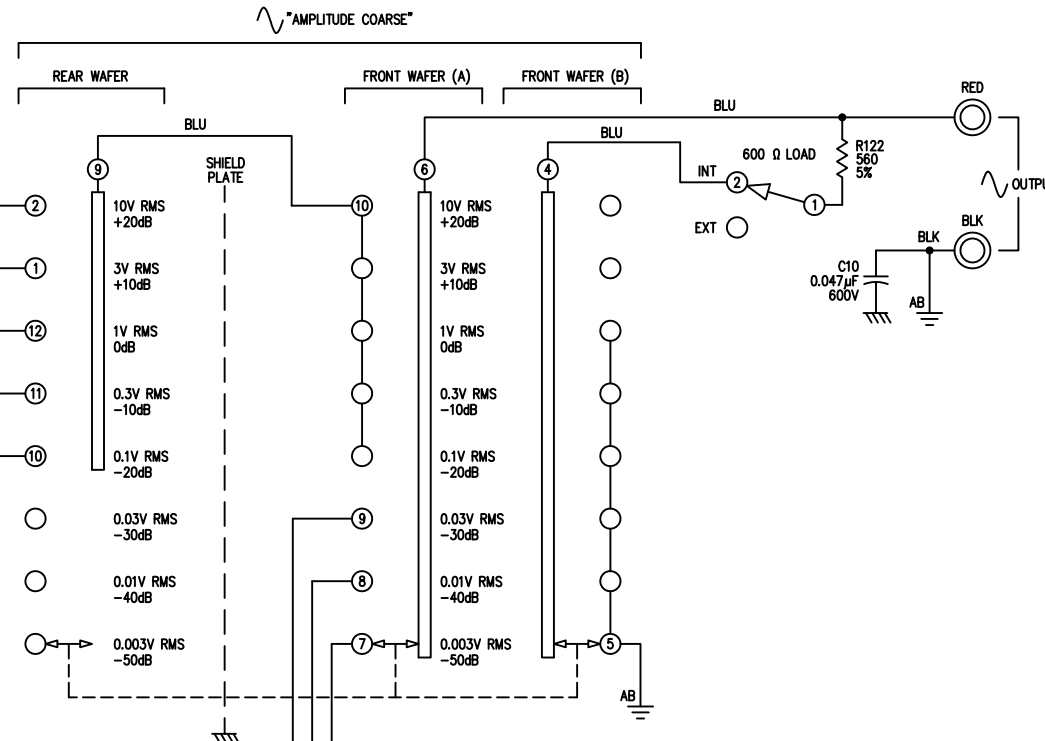 "AMPLITUDE COARSE"
REAR WAFER
FRONT WAFER (A)
FRONT WAFER (B)
RED
BLU
BLU
BLU
SHIELD
PLATE
9
6
4
600 Ω LOAD
R122
560
5%
INT
2
1
EXT
OUTPU
BLK
BLK
C10
0.047µF
600V
AB
2
10V RMS
+20dB
10
10V RMS
+20dB
1
3V RMS
+10dB
3V RMS
+10dB
12
1V RMS
0dB
1V RMS
0dB
11
0.3V RMS
-10dB
0.3V RMS
-10dB
10
0.1V RMS
-20dB
0.1V RMS
-20dB
0.03V RMS
-30dB
9
0.03V RMS
-30dB
0.01V RMS
-40dB
8
0.01V RMS
-40dB
0.003V RMS
-50dB
7
0.003V RMS
-50dB
5
AB